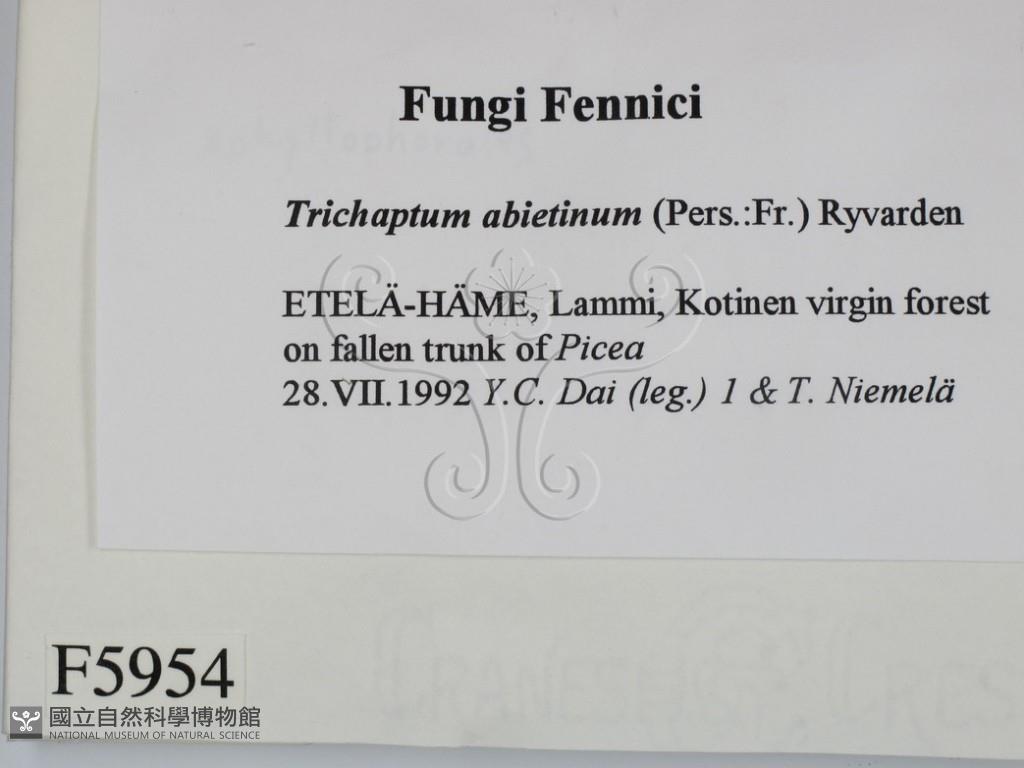 Fungi Fennici
Trichaptum abietinum (Pers.:Fr.) Ryvarden
ETELÄ-HÄME, Lammi, Kotinen virgin forest
on fallen trunk of Picea
28.VII.1992 Y.C. Dai (leg.) 1 & T. Niemelä
F5954
國立自然科學博物館
NATIONAL MUSEUM OF NATURAL SCIENCE